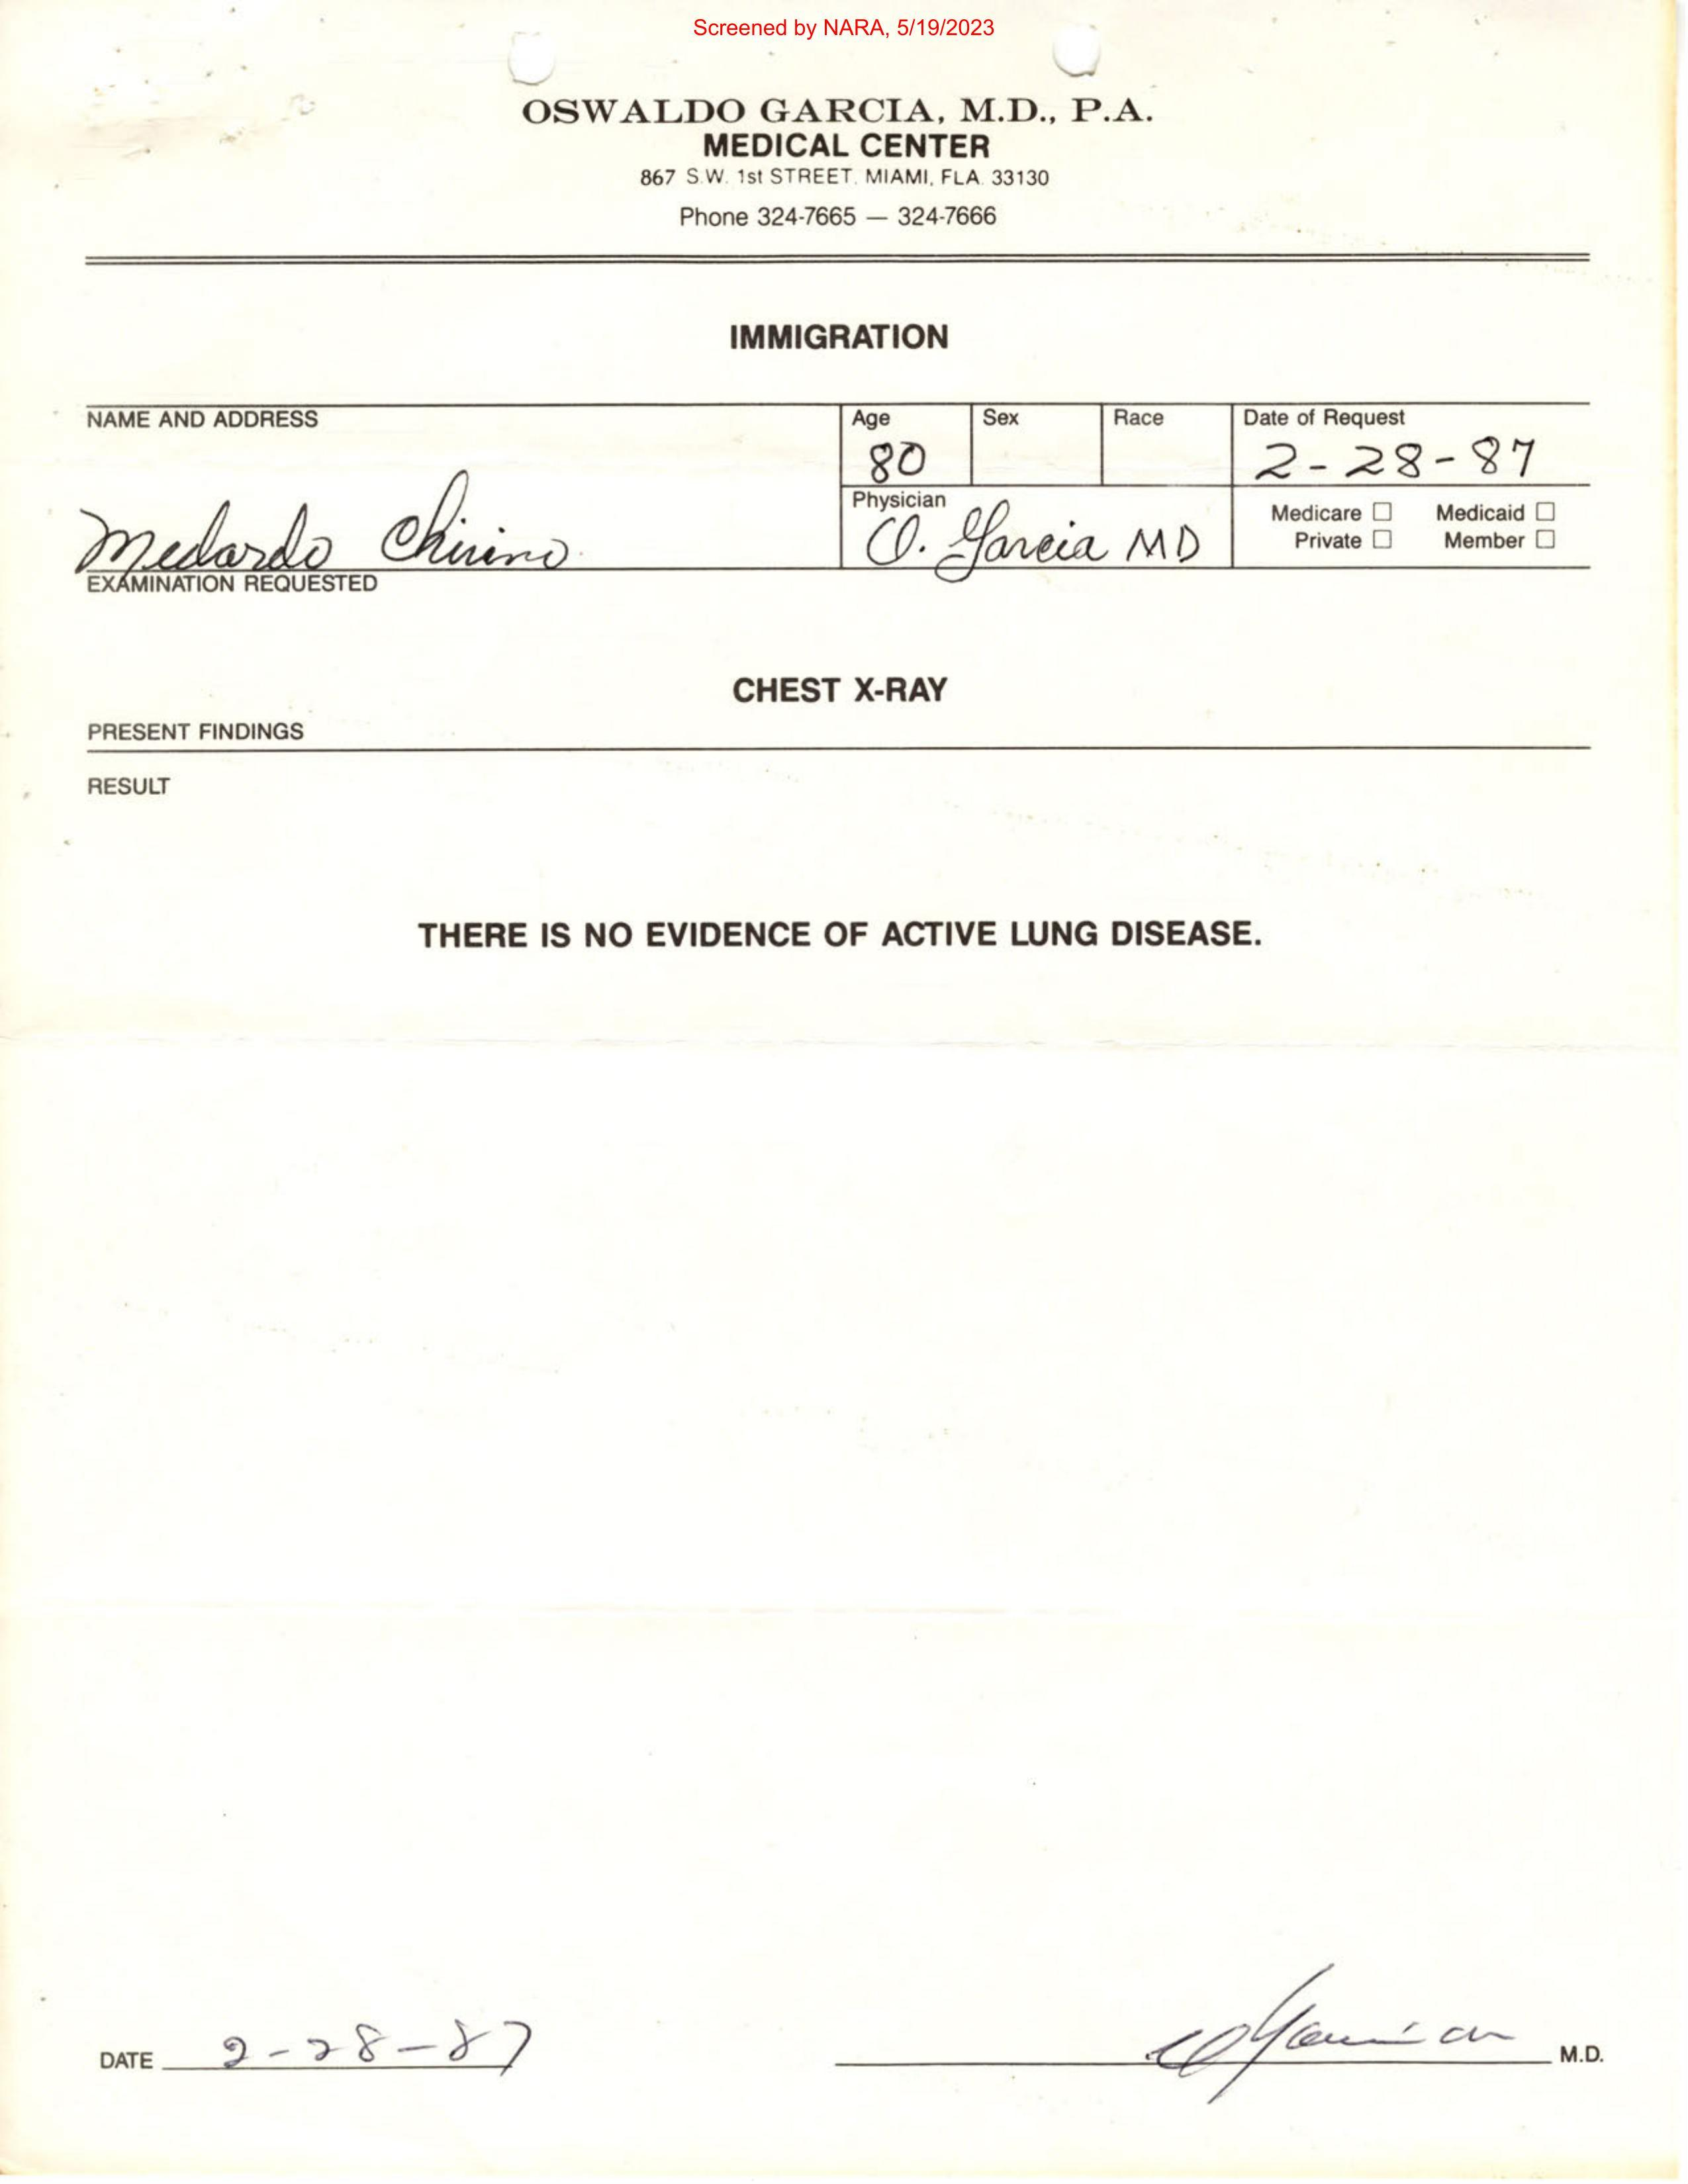 Screened by NARA, 5/19/2023
OSWALDO GARCIA, M.D., P.A.
MEDICAL CENTER
867 S.W. 1st STREET, MIAMI, FLA. 33130
Phone 324-7665 — 324-7666
IMMIGRATION
NAME AND ADDRESS
Medardo Chirino
Age
80
Sex
Race
Date of Request
2-28-87
Physician
O. Garcia MD
Medicare ☐ Medicaid ☐
Private ☐ Member ☐
EXAMINATION REQUESTED
CHEST X-RAY
PRESENT FINDINGS
RESULT
THERE IS NO EVIDENCE OF ACTIVE LUNG DISEASE.
DATE 2-28-87
M.D.